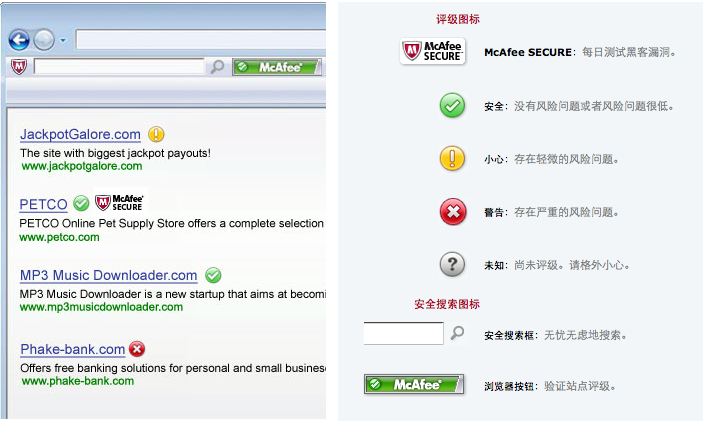 McAfee
JackpotGalore.com
The site with biggest jackpot payouts!
www.jackpotgalore.com
PETCO McAfee SECURE
PETCO Online Pet Supply Store offers a complete selection
www.petco.com
MP3 Music Downloader.com
MP3 Music Downloader is a new startup that aims at becomi
www.mp3musicdownloader.com
Phake-bank.com
Offers free banking solutions for personal and small businese
www.phake-bank.com
评级图标
McAfee SECURE
McAfee SECURE：每日测试黑客漏洞。
安全：没有风险问题或者风险问题很低。
小心：存在轻微的风险问题。
警告：存在严重的风险问题。
未知：尚未评级。请格外小心。
安全搜索图标
安全搜索框：无忧无虑地搜索。
McAfee
浏览器按钮：验证站点评级。